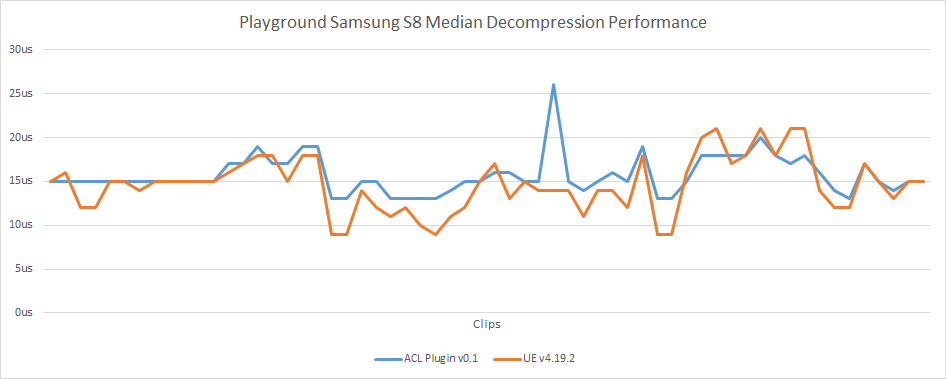 Playground Samsung S8 Median Decompression Performance
30us
25us
20us
15us
10us
5us
0us
Clips
ACL Plugin v0.1
UE v4.19.2